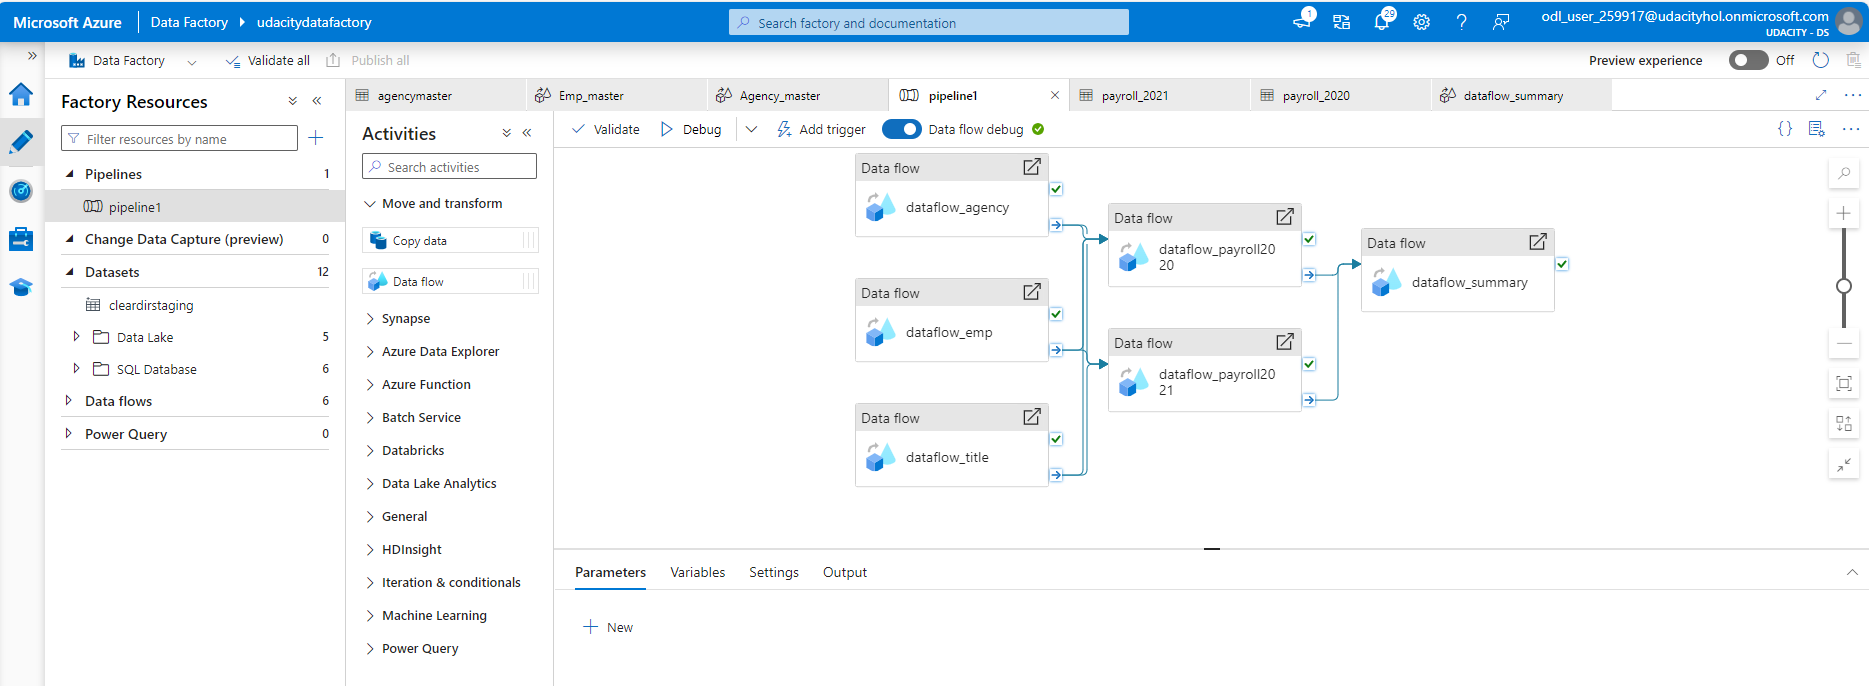 Microsoft Azure
Data Factory
udacitydatafactory
Search factory and documentation
1
29
odl_user_259917@udacityhol.onmicrosoft.com
UDACITY - DS
Data Factory
Validate all
Publish all
Preview experience
Off
Factory Resources
Filter resources by name
Pipelines 1
pipeline1
Change Data Capture (preview) 0
Datasets 12
cleardirstaging
Data Lake 5
SQL Database 6
Data flows 6
Power Query 0
agencymaster
Emp_master
Agency_master
pipeline1
payroll_2021
payroll_2020
dataflow_summary
Activities
Search activities
Move and transform
Copy data
Data flow
Synapse
Azure Data Explorer
Azure Function
Batch Service
Databricks
Data Lake Analytics
General
HDInsight
Iteration & conditionals
Machine Learning
Power Query
Validate
Debug
Add trigger
Data flow debug
{}
Data flow
dataflow_agency
Data flow
dataflow_emp
Data flow
dataflow_title
Data flow
dataflow_payroll20
20
Data flow
dataflow_payroll20
21
Data flow
dataflow_summary
Parameters
Variables
Settings
Output
New